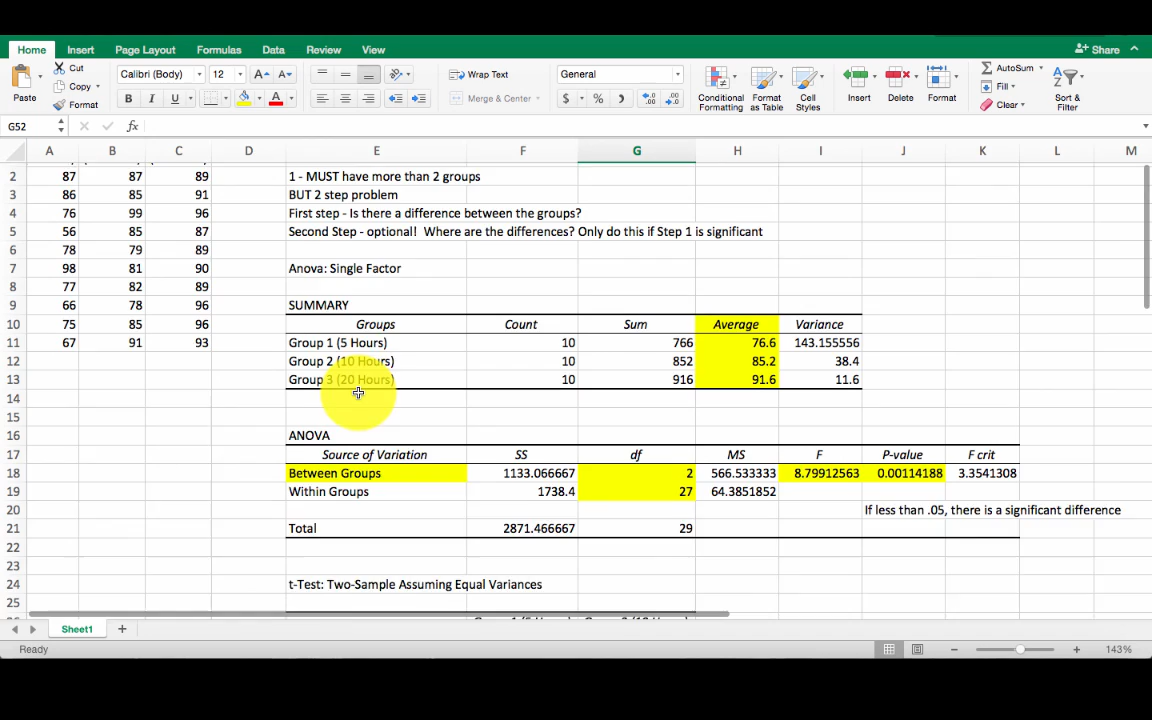 Home Insert Page Layout Formulas Data Review View Share
Cut Calibri (Body) 12 A A Wrap Text General AutoSum
Copy Fill
Paste Format B I U A Merge & Center $ % Conditional Formatting Format as Table Cell Styles Insert Delete Format Clear Sort & Filter
G52 fx
A B C D E F G H I J K L M
2 87 87 89 1 - MUST have more than 2 groups
3 86 85 91 BUT 2 step problem
4 76 99 96 First step - Is there a difference between the groups?
5 56 85 87 Second Step - optional! Where are the differences? Only do this if Step 1 is significant
6 78 79 89
7 98 81 90 Anova: Single Factor
8 77 82 89
9 66 78 96 SUMMARY
10 75 85 96 Groups Count Sum Average Variance
11 67 91 93 Group 1 (5 Hours) 10 766 76.6 143.155556
12 Group 2 (10 Hours) 10 852 85.2 38.4
13 Group 3 (20 Hours) 10 916 91.6 11.6
14
15
16 ANOVA
17 Source of Variation SS df MS F P-value F crit
18 Between Groups 1133.066667 2 566.533333 8.79912563 0.00114188 3.3541308
19 Within Groups 1738.4 27 64.3851852
20 If less than .05, there is a significant difference
21 Total 2871.466667 29
22
23
24 t-Test: Two-Sample Assuming Equal Variances
25
Sheet1
Ready 143%